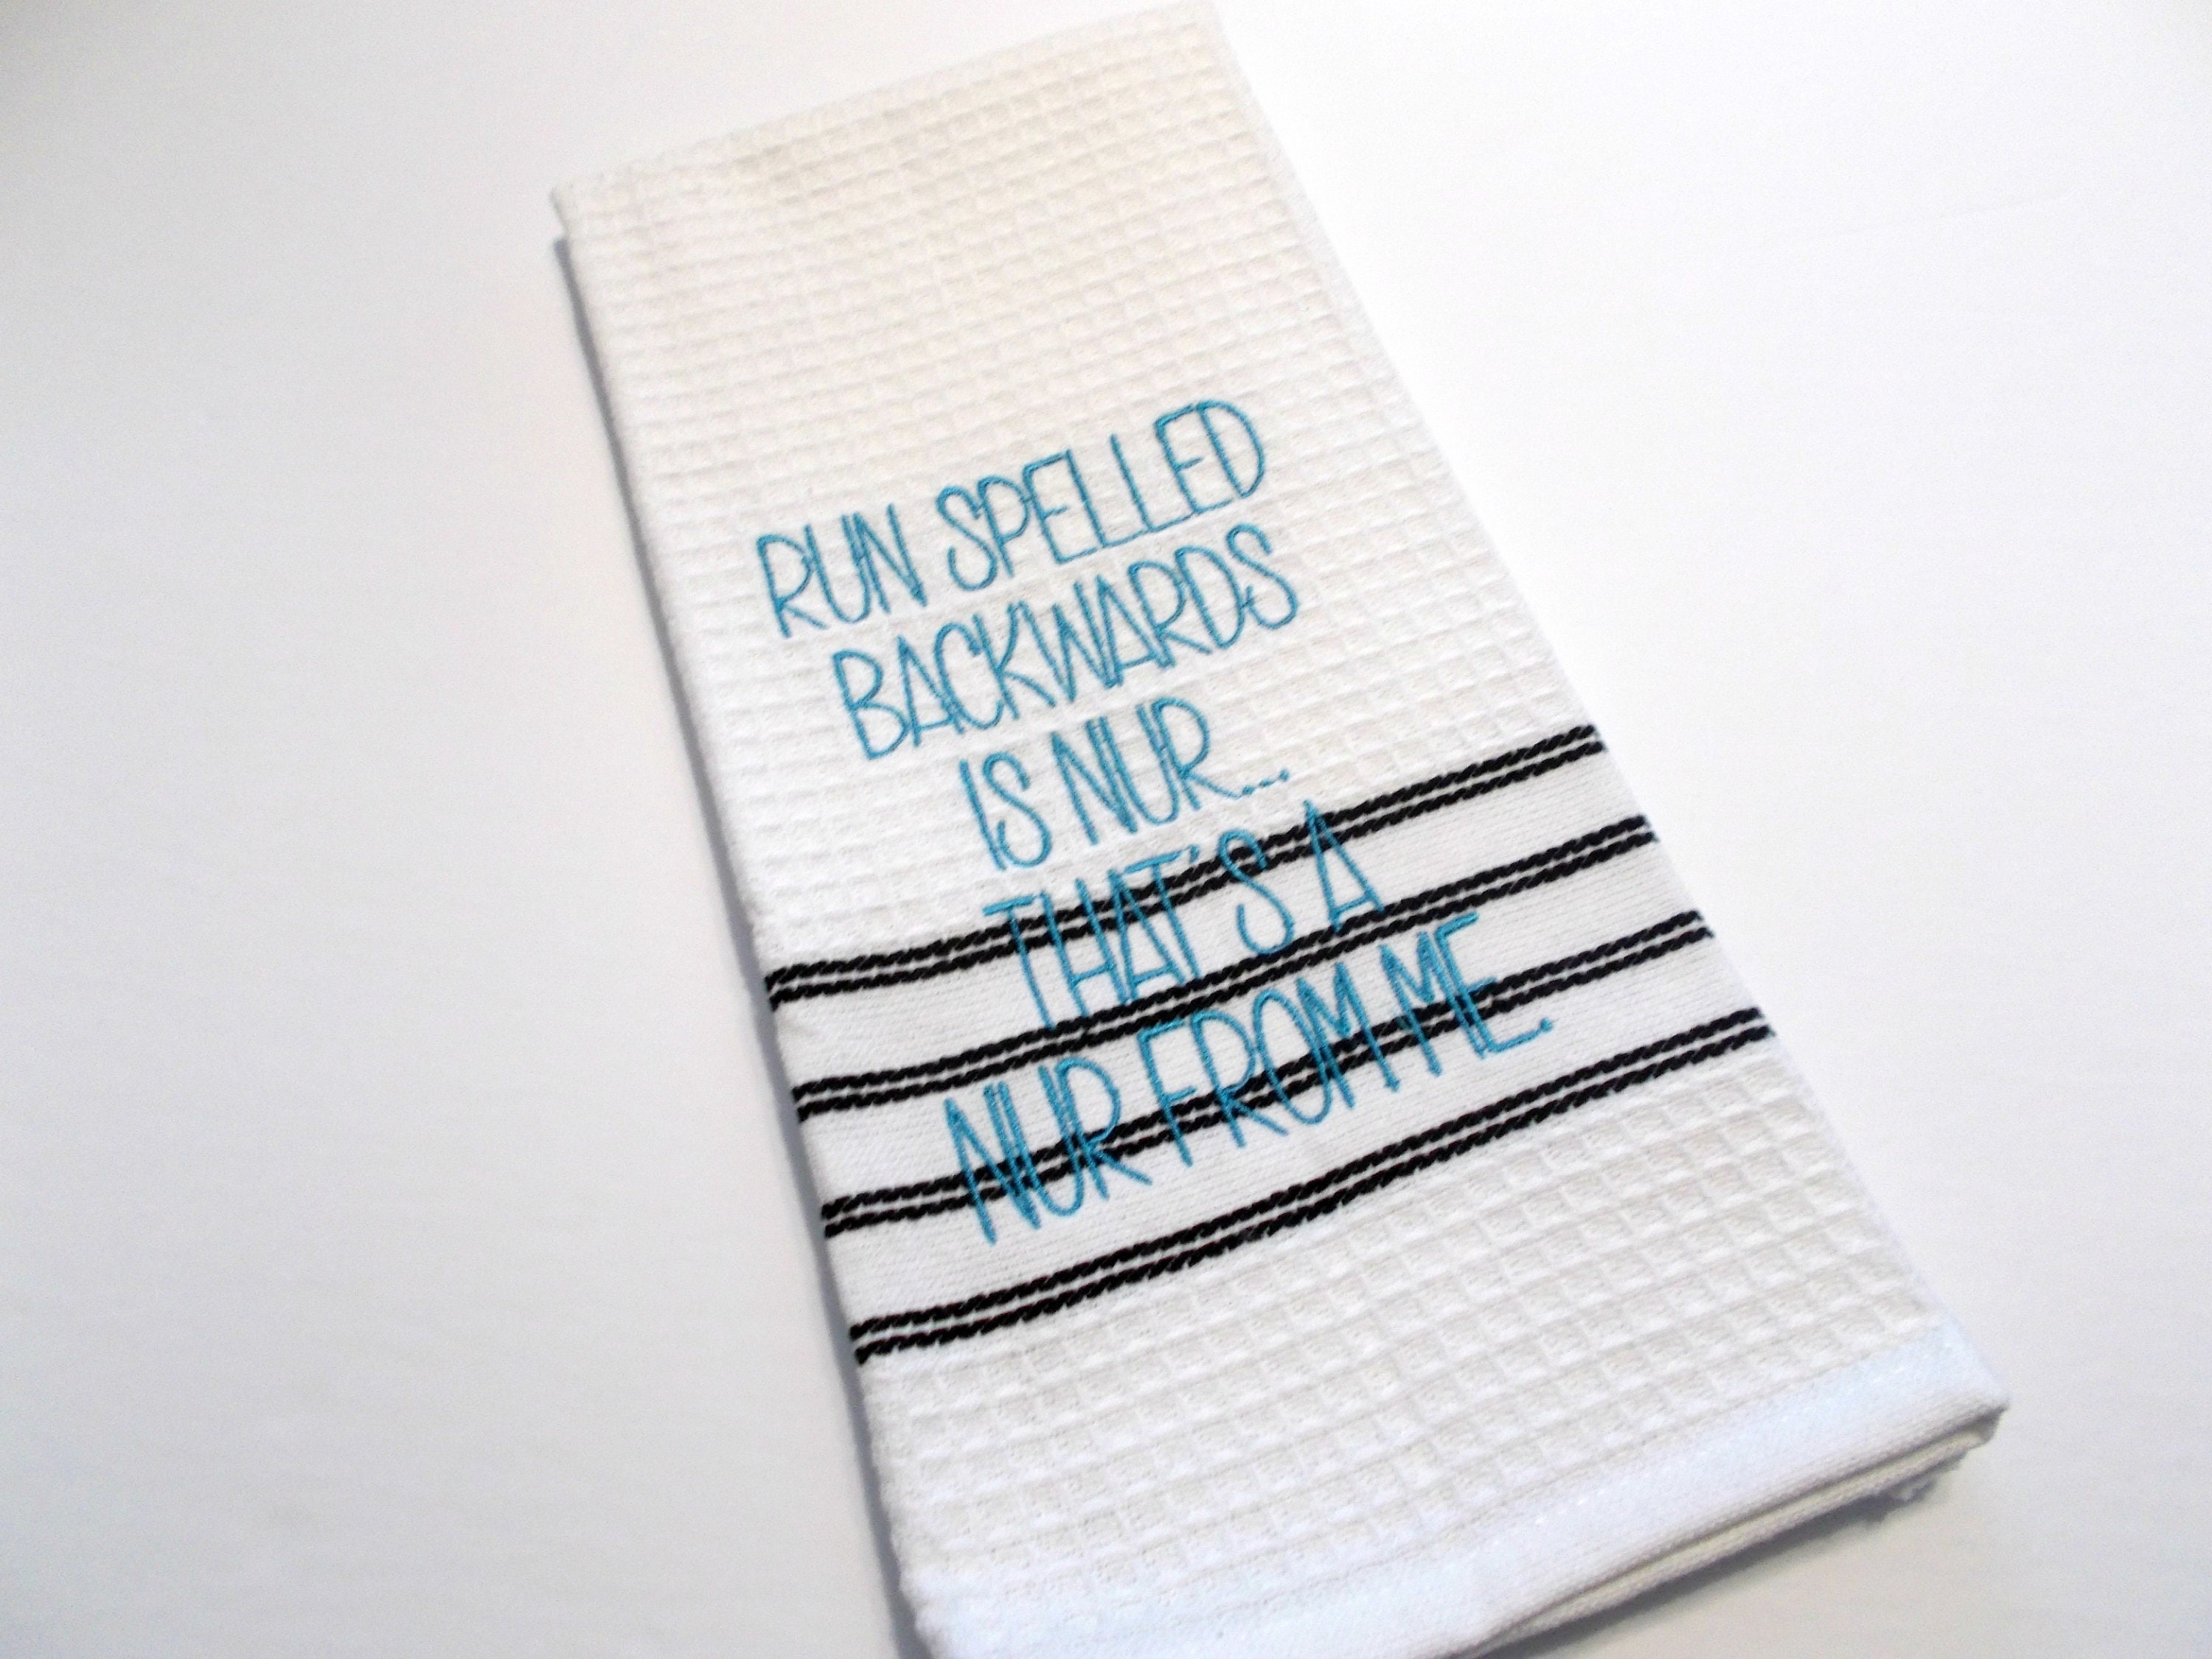 RUN SPELLED
BACKWARDS
IS NUR...
THAT'S A
NUR FROM ME.